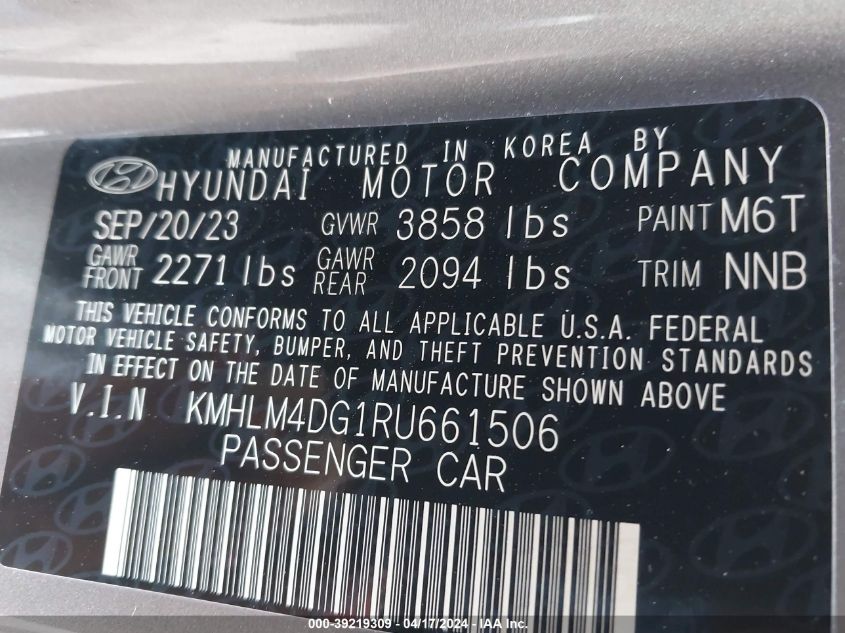 MANUFACTURED IN KOREA BY
HYUNDAI MOTOR COMPANY
SEP/20/23 GVWR 3858 lbs PAINT M6T
GAWR FRONT 2271 lbs GAWR REAR 2094 lbs TRIM NNB
THIS VEHICLE CONFORMS TO ALL APPLICABLE U.S.A. FEDERAL
MOTOR VEHICLE SAFETY, BUMPER, AND THEFT PREVENTION STANDARDS
IN EFFECT ON THE DATE OF MANUFACTURE SHOWN ABOVE
V.I.N KMHLM4DG1RU661506
PASSENGER CAR
000-39219309 - 04/17/2024 - IAA Inc.